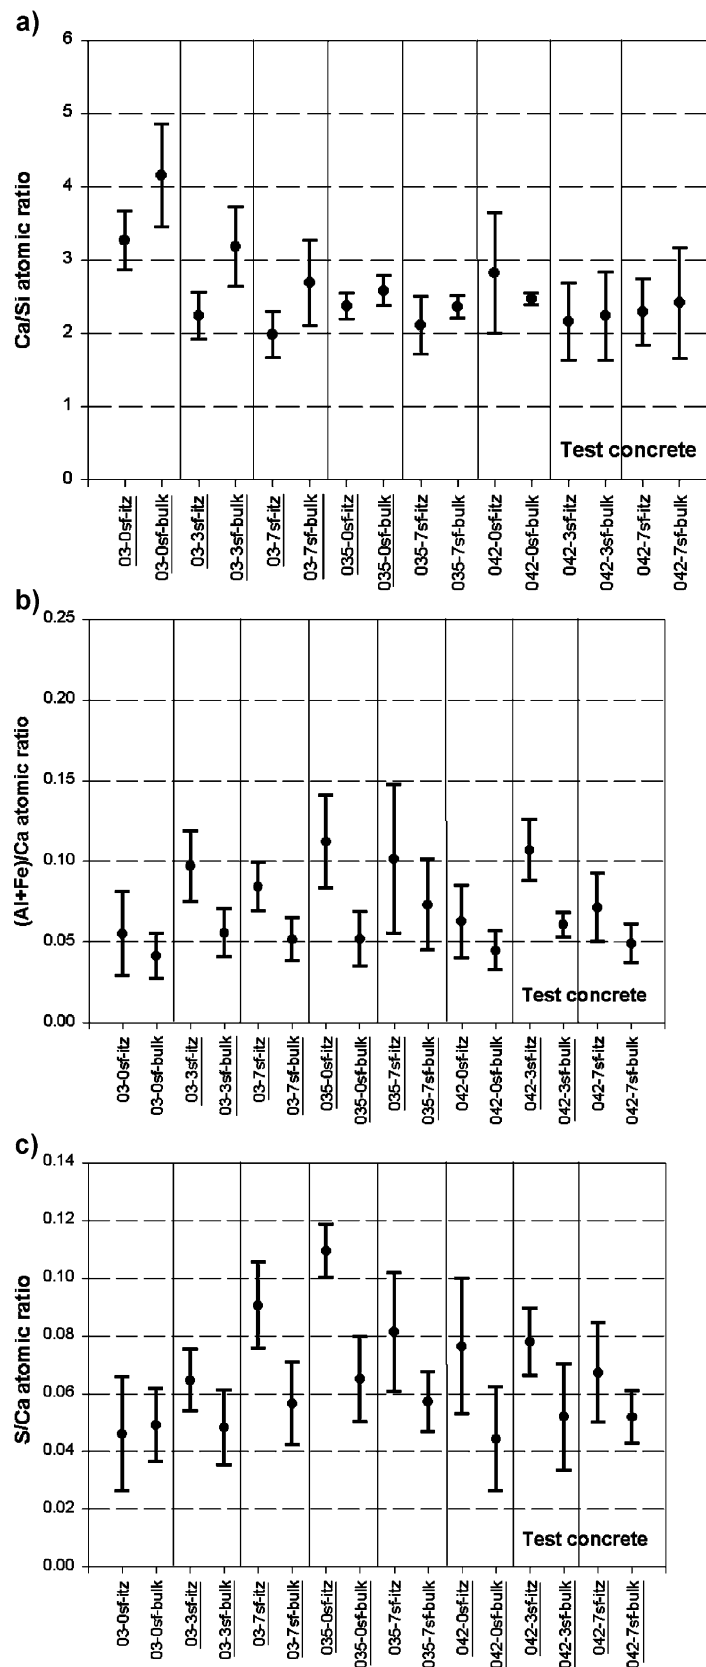 a)
6
5
4
3
2
1
0
Ca/Si atomic ratio
Test concrete
03-0sf-itz
03-0sf-bulk
03-3sf-itz
03-3sf-bulk
03-7sf-itz
03-7sf-bulk
035-0sf-itz
035-0sf-bulk
035-7sf-itz
035-7sf-bulk
042-0sf-itz
042-0sf-bulk
042-3sf-itz
042-3sf-bulk
042-7sf-itz
042-7sf-bulk
b)
0.25
0.20
0.15
0.10
0.05
0.00
(Al+Fe)/Ca atomic ratio
Test concrete
03-0sf-itz
03-0sf-bulk
03-3sf-itz
03-3sf-bulk
03-7sf-itz
03-7sf-bulk
035-0sf-itz
035-0sf-bulk
035-7sf-itz
035-7sf-bulk
042-0sf-itz
042-0sf-bulk
042-3sf-itz
042-3sf-bulk
042-7sf-itz
042-7sf-bulk
c)
0.14
0.12
0.10
0.08
0.06
0.04
0.02
0.00
S/Ca atomic ratio
Test concrete
03-0sf-itz
03-0sf-bulk
03-3sf-itz
03-3sf-bulk
03-7sf-itz
03-7sf-bulk
035-0sf-itz
035-0sf-bulk
035-7sf-itz
035-7sf-bulk
042-0sf-itz
042-0sf-bulk
042-3sf-itz
042-3sf-bulk
042-7sf-itz
042-7sf-bulk